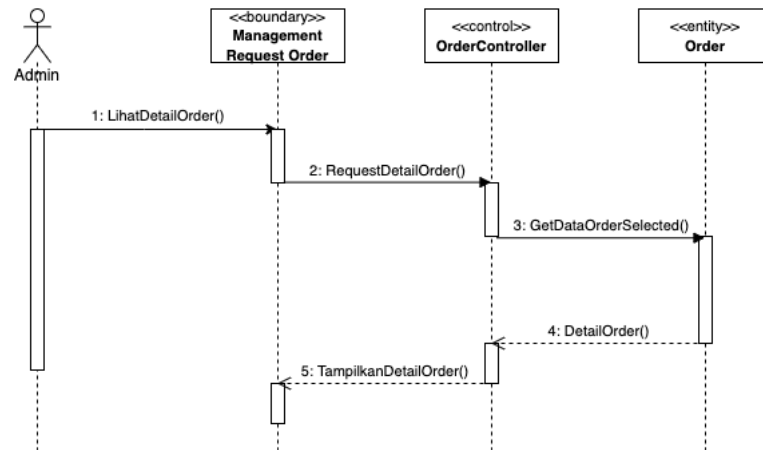 <<boundary>>
Management
Request Order
<<control>>
OrderController
<<entity>>
Order
Admin
1: LihatDetailOrder()
2: RequestDetailOrder()
3: GetDataOrderSelected()
4: DetailOrder()
5: TampilkanDetailOrder()